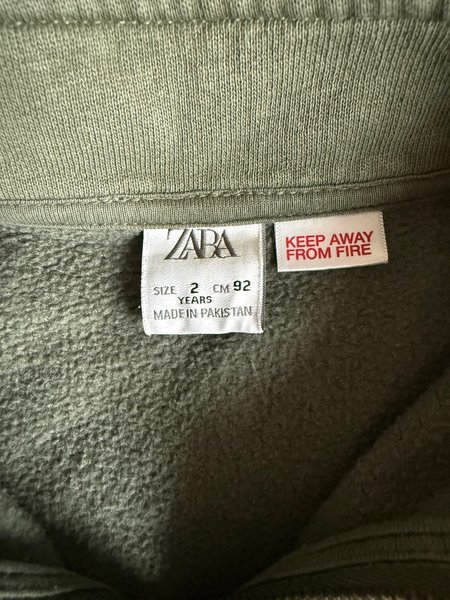 ZARA
SIZE 2 CM 92
YEARS
MADE IN PAKISTAN
KEEP AWAY
FROM FIRE